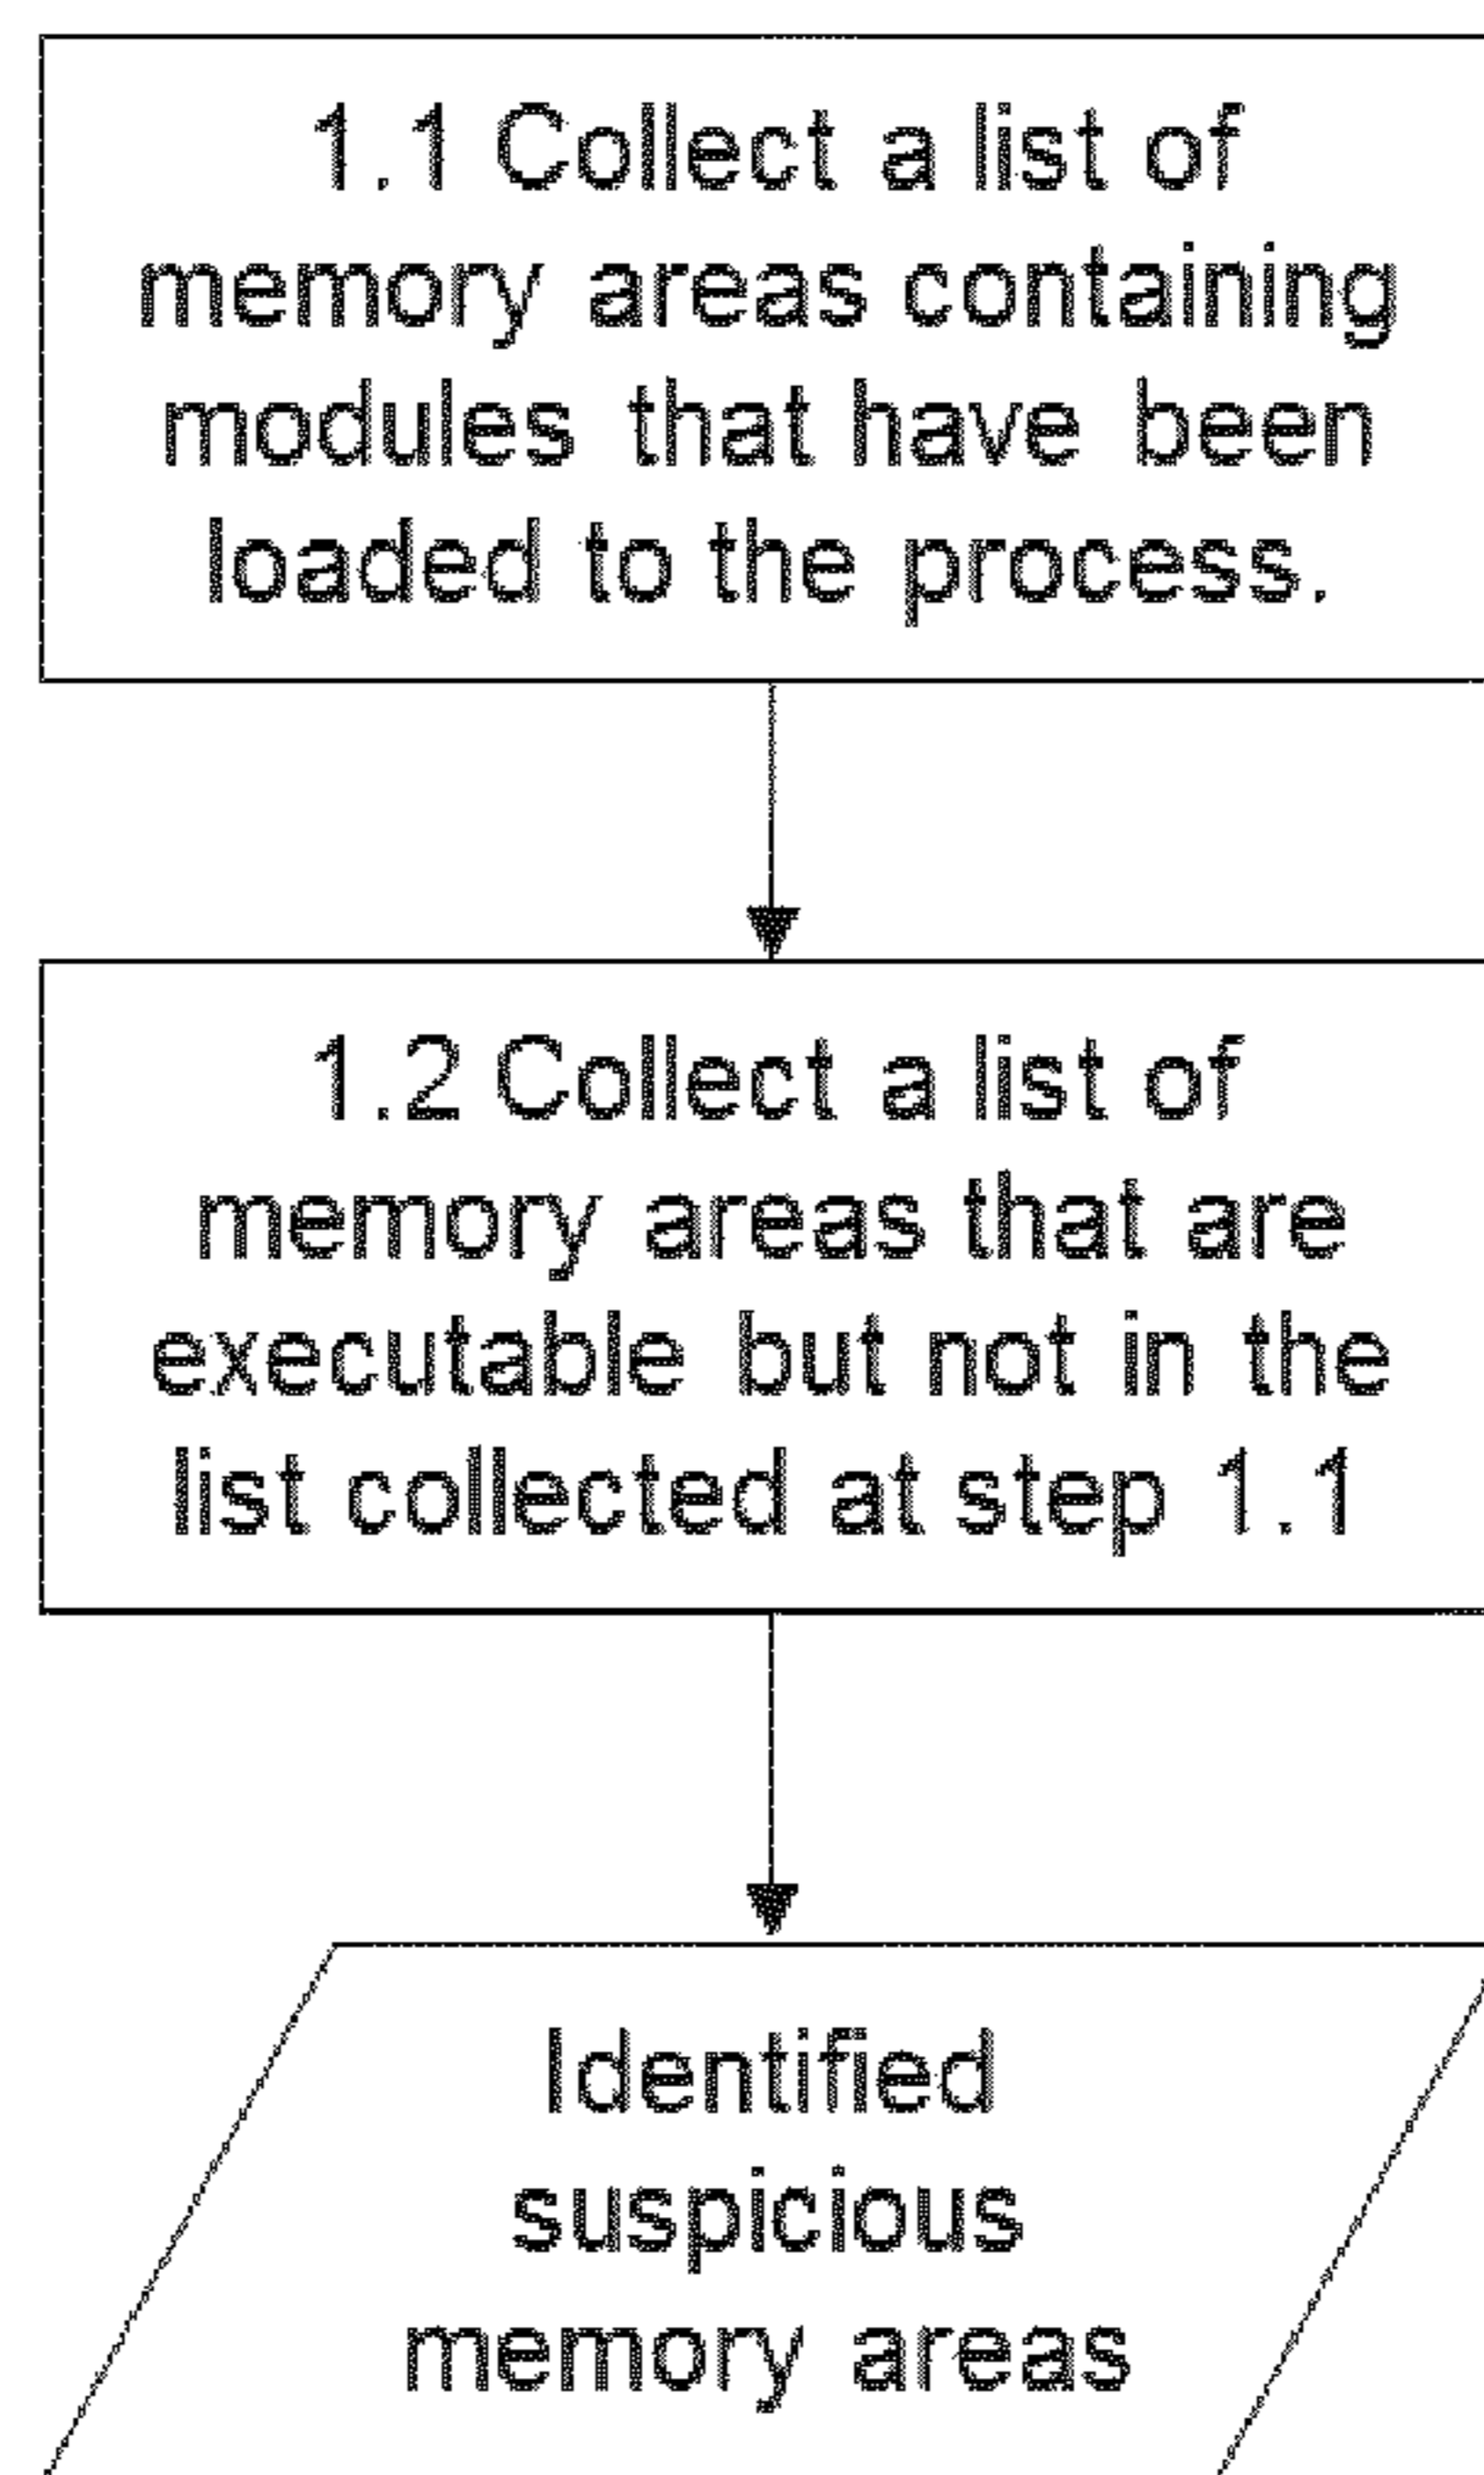 1.1 Collect a list of
memory areas containing
modules that have been
loaded to the process.
1.2 Collect a list of
memory areas that are
executable but not in the
list collected at step 1.1
Identified
suspicious
memory areas